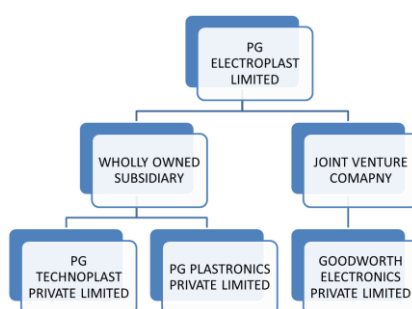 PG
ELECTROPLAST
LIMITED
WHOLLY OWNED
SUBSIDIARY
JOINT VENTURE
COMAPNY
PG
TECHNOPLAST
PRIVATE LIMITED
PG PLASTRONICS
PRIVATE LIMITED
GOODWORTH
ELECTRONICS
PRIVATE LIMITED